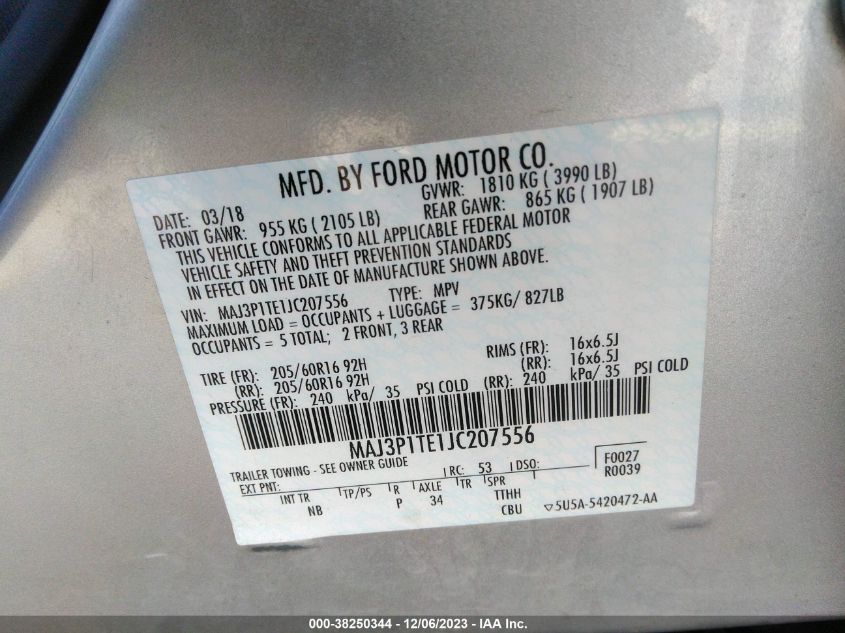 MFD. BY FORD MOTOR CO.
DATE: 03/18 GVWR: 1810 KG ( 3990 LB)
FRONT GAWR: 955 KG ( 2105 LB) REAR GAWR: 865 KG ( 1907 LB)
THIS VEHICLE CONFORMS TO ALL APPLICABLE FEDERAL MOTOR
VEHICLE SAFETY AND THEFT PREVENTION STANDARDS
IN EFFECT ON THE DATE OF MANUFACTURE SHOWN ABOVE.
VIN: MAJ3P1TE1JC207556 TYPE: MPV
MAXIMUM LOAD = OCCUPANTS + LUGGAGE = 375KG/ 827LB
OCCUPANTS = 5 TOTAL; 2 FRONT, 3 REAR
TIRE (FR): 205/60R16 92H RIMS (FR): 16x6.5J
(RR): 205/60R16 92H (RR): 16x6.5J
PRESSURE (FR): 240 kPa/ 35 PSI COLD (RR): 240 kPa/ 35 PSI COLD
MAJ3P1TE1JC207556
TRAILER TOWING - SEE OWNER GUIDE
EXT PNT: RC: 53 DSO: F0027
R0039
INT TR TP/PS R AXLE TR SPR
NB P 34 TTHH
CBU
5U5A-5420472-AA
000-38250344 - 12/06/2023 - IAA Inc.